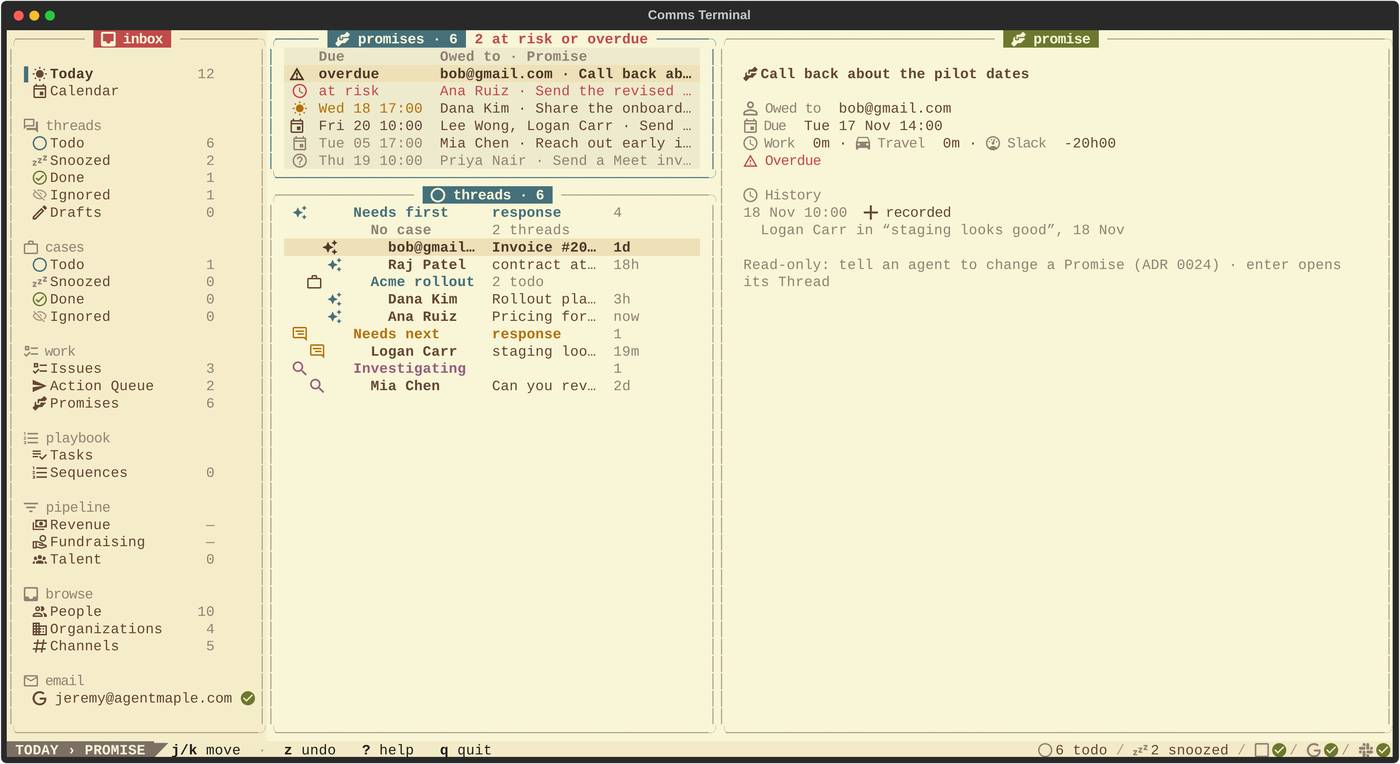 Comms Terminal
inbox
Today 12
Calendar
threads
Todo 6
Snoozed 2
Done 1
Ignored 1
Drafts 0
cases
Todo 1
Snoozed 0
Done 0
Ignored 0
work
Issues 3
Action Queue 2
Promises 6
playbook
Tasks
Sequences 0
pipeline
Revenue —
Fundraising —
Talent 0
browse
People 10
Organizations 4
Channels 5
email
jeremy@agentmaple.com
promises · 6 2 at risk or overdue
Due Owed to · Promise
overdue bob@gmail.com · Call back ab…
at risk Ana Ruiz · Send the revised …
Wed 18 17:00 Dana Kim · Share the onboard…
Fri 20 10:00 Lee Wong, Logan Carr · Send …
Tue 05 17:00 Mia Chen · Reach out early i…
Thu 19 10:00 Priya Nair · Send a Meet inv…
threads · 6
Needs first response 4
No case 2 threads
bob@gmail… Invoice #20… 1d
Raj Patel contract at… 18h
Acme rollout 2 todo
Dana Kim Rollout pla… 3h
Ana Ruiz Pricing for… now
Needs next response 1
Logan Carr staging loo… 19m
Investigating 1
Mia Chen Can you rev… 2d
promise
Call back about the pilot dates
Owed to bob@gmail.com
Due Tue 17 Nov 14:00
Work 0m · Travel 0m · Slack -20h00
Overdue
History
18 Nov 10:00 + recorded
Logan Carr in “staging looks good”, 18 Nov
Read-only: tell an agent to change a Promise (ADR 0024) · enter opens
its Thread
TODAY › PROMISE j/k move · z undo ? help q quit
6 todo / 2 snoozed / / /